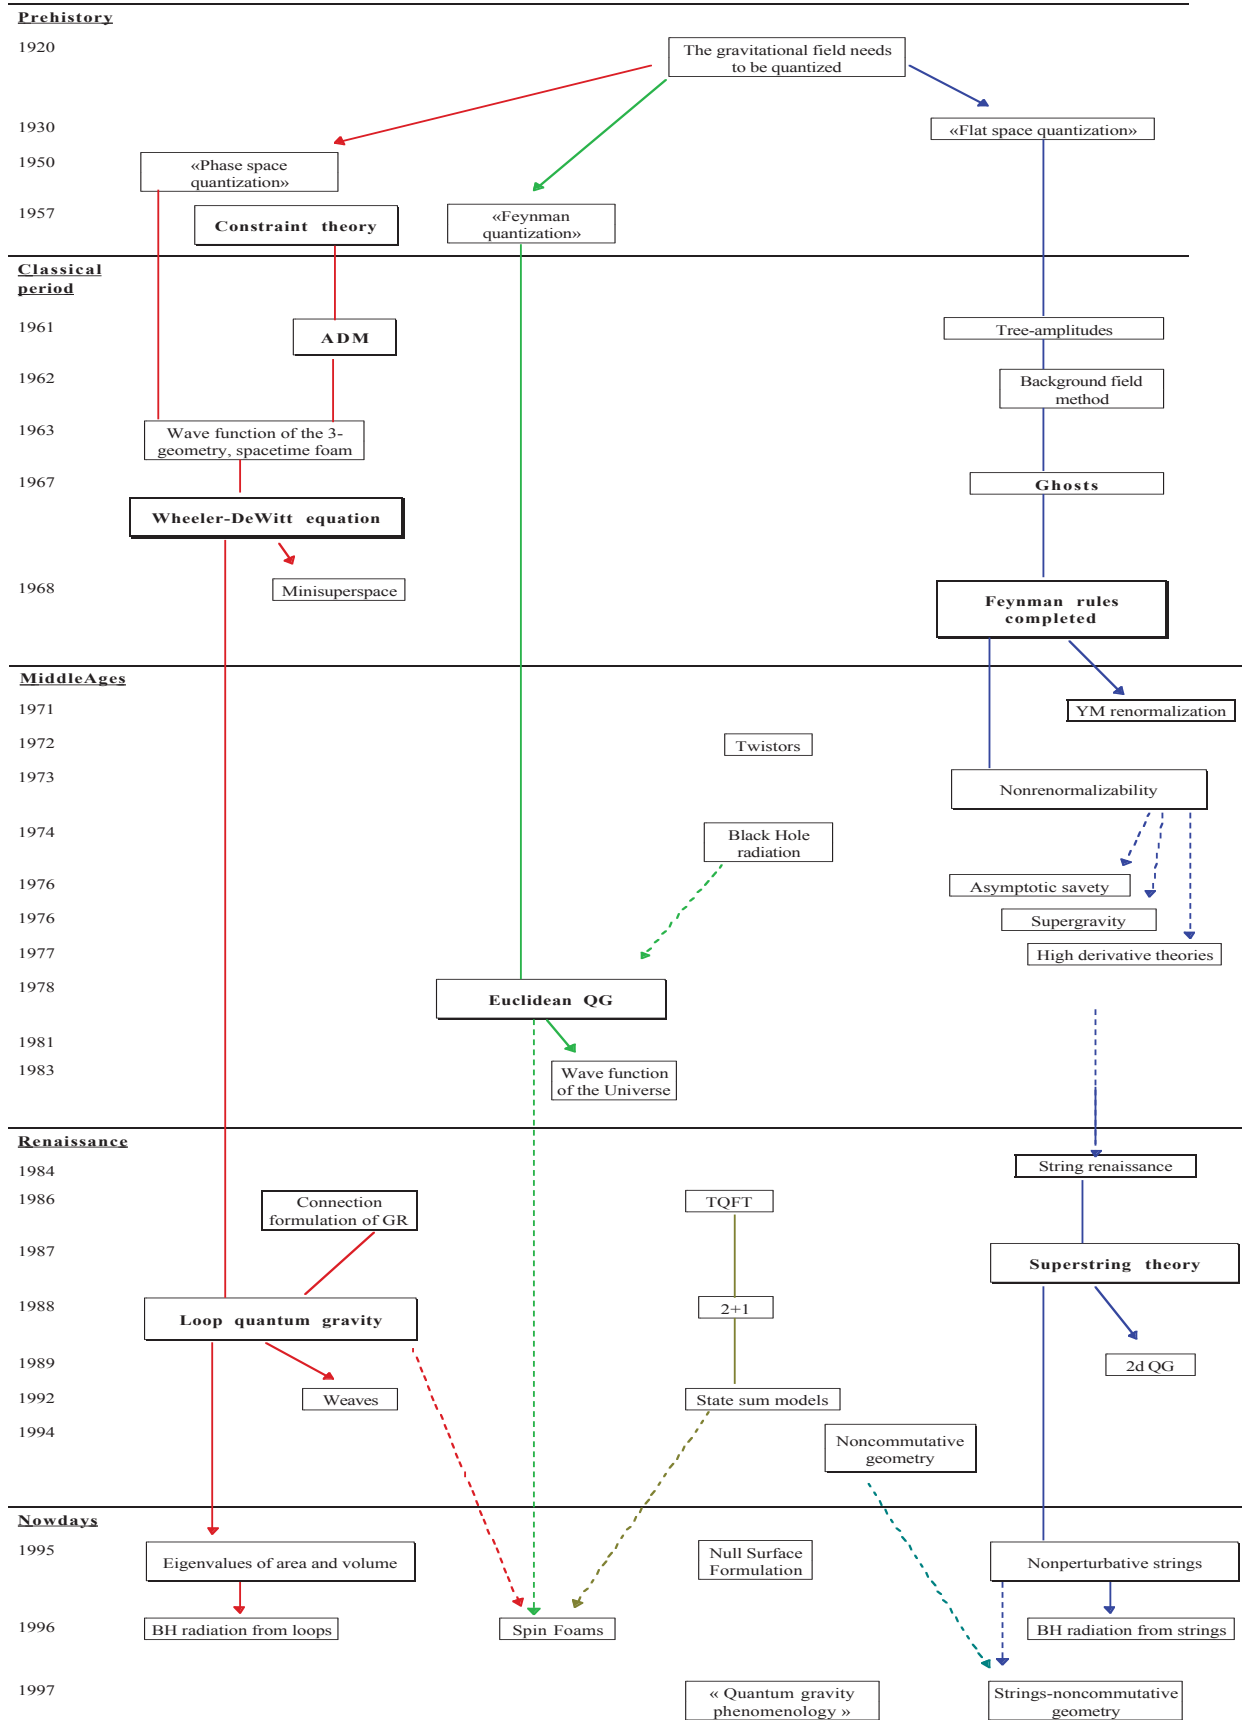 Prehistory
1920
The gravitational field needs
to be quantized
1930
«Flat space quantization»
1950
«Phase space
quantization»
1957
Constraint theory
«Feynman
quantization»
Classical
period
1961
ADM
Tree-amplitudes
1962
Background field
method
1963
Wave function of the 3-
geometry, spacetime foam
1967
Ghosts
Wheeler-DeWitt equation
1968
Minisuperspace
Feynman rules
completed
MiddleAges
1971
YM renormalization
1972
Twistors
1973
Nonrenormalizability
1974
Black Hole
radiation
1976
Asymptotic savety
1976
Supergravity
1977
High derivative theories
1978
Euclidean QG
1981
1983
Wave function
of the Universe
Renaissance
1984
String renaissance
1986
Connection
formulation of GR
TQFT
1987
Superstring theory
1988
Loop quantum gravity
2+1
1989
2d QG
1992
Weaves
State sum models
1994
Noncommutative
geometry
Nowdays
1995
Eigenvalues of area and volume
Null Surface
Formulation
Nonperturbative strings
1996
BH radiation from loops
Spin Foams
BH radiation from strings
1997
« Quantum gravity
phenomenology »
Strings-noncommutative
geometry